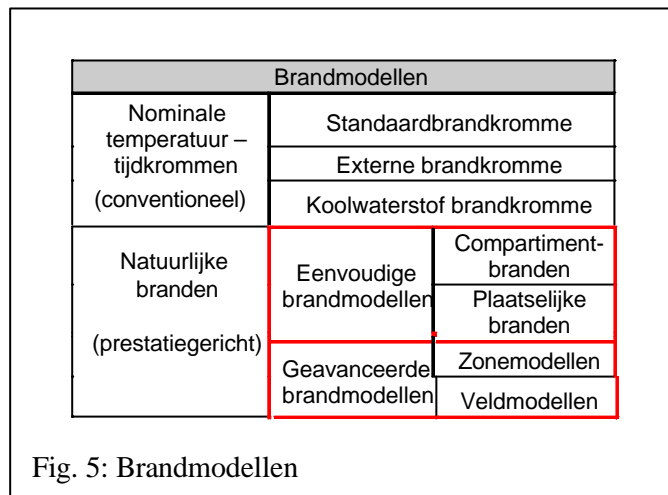 Brandmodellen
Nominale
temperatuur –
tijdkrommen
(conventioneel)
Standaardbrandkromme
Externe brandkromme
Koolwaterstof brandkromme
Natuurlijke
branden
(prestatiegericht)
Eenvoudige
brandmodellen
Compartiment-
branden
Plaatselijke
branden
Geavanceerde
brandmodellen
Zonemodellen
Veldmodellen
Fig. 5: Brandmodellen